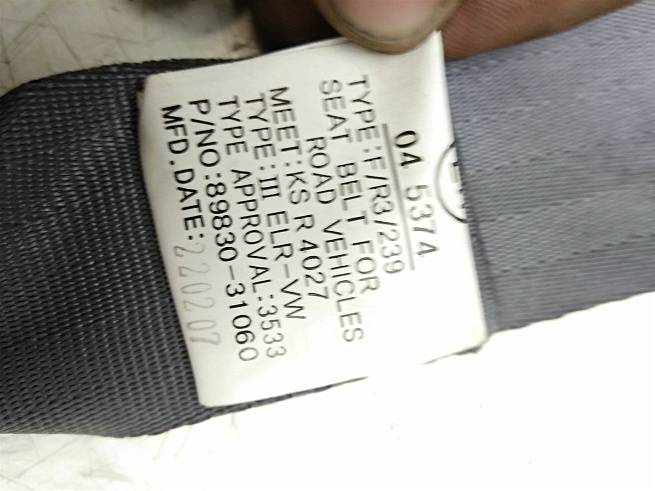 04 5374
TYPE:F/R3/239
SEAT BELT FOR
ROAD VEHICLES
MEET:KS R 4027
TYPE:III ELR-VW
TYPE APPROVAL:3533
P/NO:89830-31060
MFD.DATE:220207